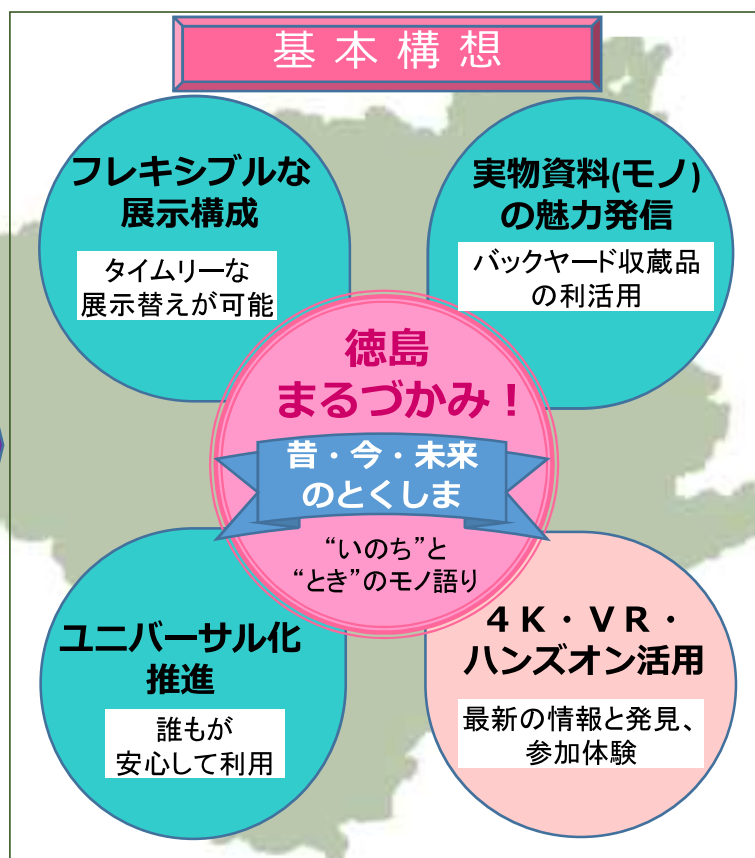 基本構想
フレキシブルな
展示構成
タイムリーな
展示替えが可能
実物資料(モノ)
の魅力発信
バックヤード収蔵品
の利活用
徳島
まるづかみ！
昔・今・未来
のとくしま
“いのち”と
“とき”のモノ語り
ユニバーサル化
推進
誰もが
安心して利用
４Ｋ・ＶＲ・
ハンズオン活用
最新の情報と発見、
参加体験